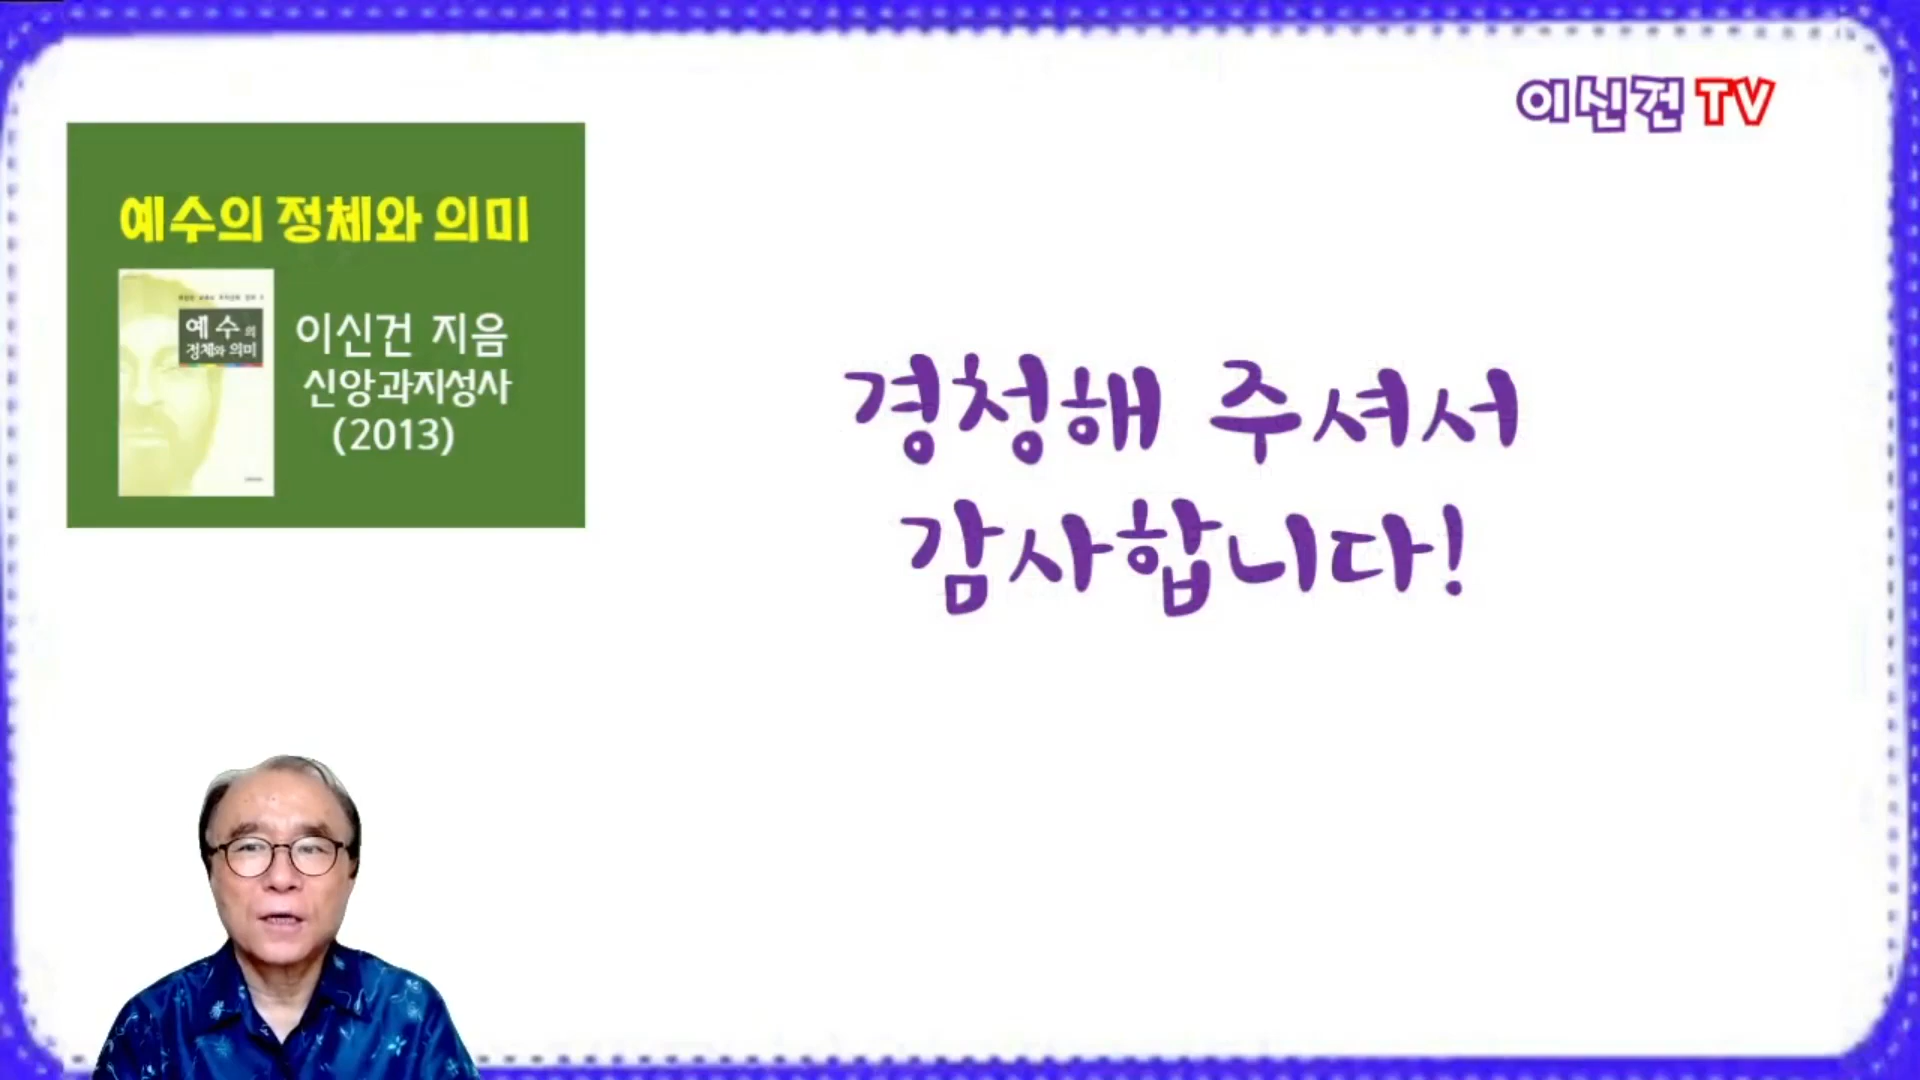 이신건 TV
예수의 정체와 의미
예수의
정체와 의미
이신건 지음
신앙과지성사
(2013)
경청해 주셔서
감사합니다!